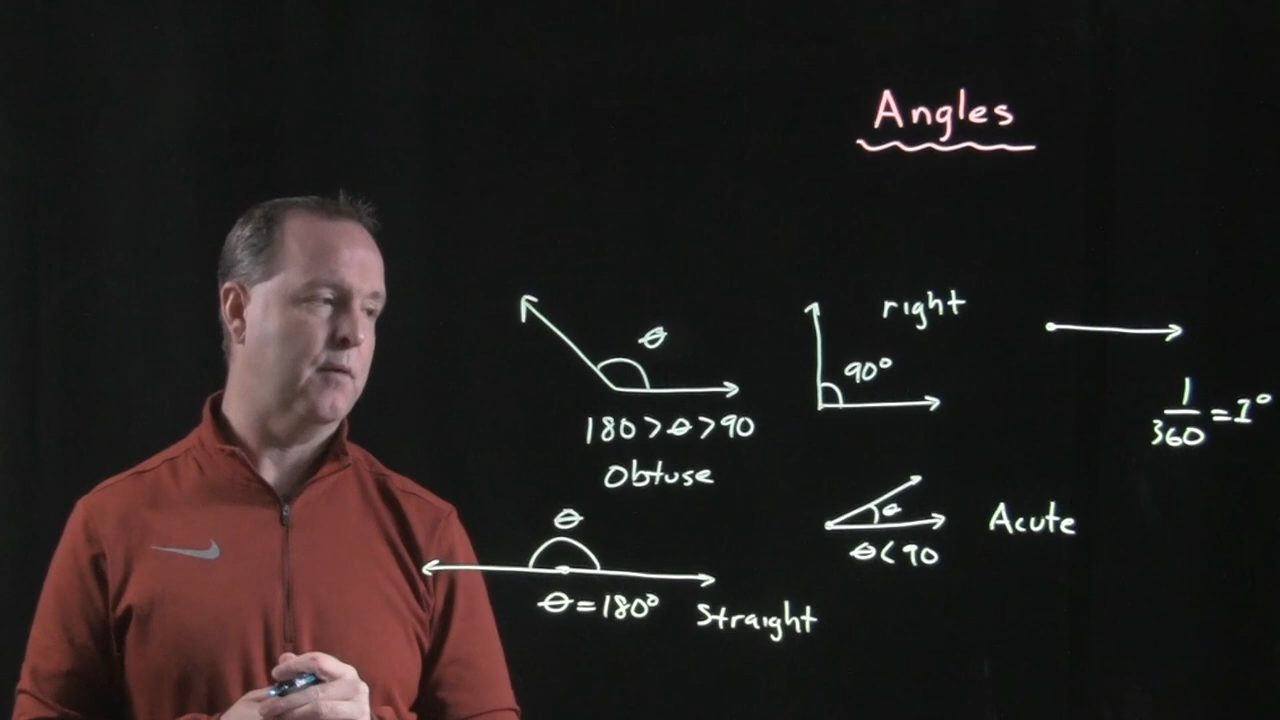 Angles
right
θ
90°
180 > θ > 90
Obtuse
1/360 = 1°
θ
Acute
θ
θ < 90
θ = 180°
Straight